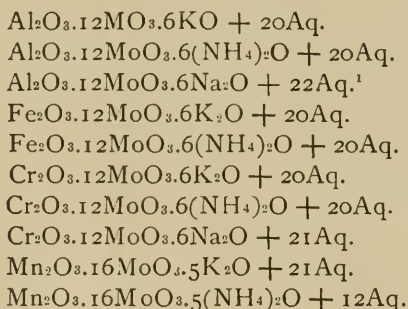 Al₂O₃.12MO₃.6KO + 20Aq.
Al₂O₃.12MoO₃.6(NH₄)₂O + 20Aq.
Al₂O₃.12MoO₃.6Na₂O + 22Aq.¹
Fe₂O₃.12MoO₃.6K₂O + 20Aq.
Fe₂O₃.12MoO₃.6(NH₄)₂O + 20Aq.
Cr₂O₃.12MoO₃.6K₂O + 20Aq.
Cr₂O₃.12MoO₃.6(NH₄)₂O + 20Aq.
Cr₂O₃.12MoO₃.6Na₂O + 21Aq.
Mn₂O₃.16MoO₃.5K₂O + 21Aq.
Mn₂O₃.16MoO₃.5(NH₄)₂O + 12Aq.